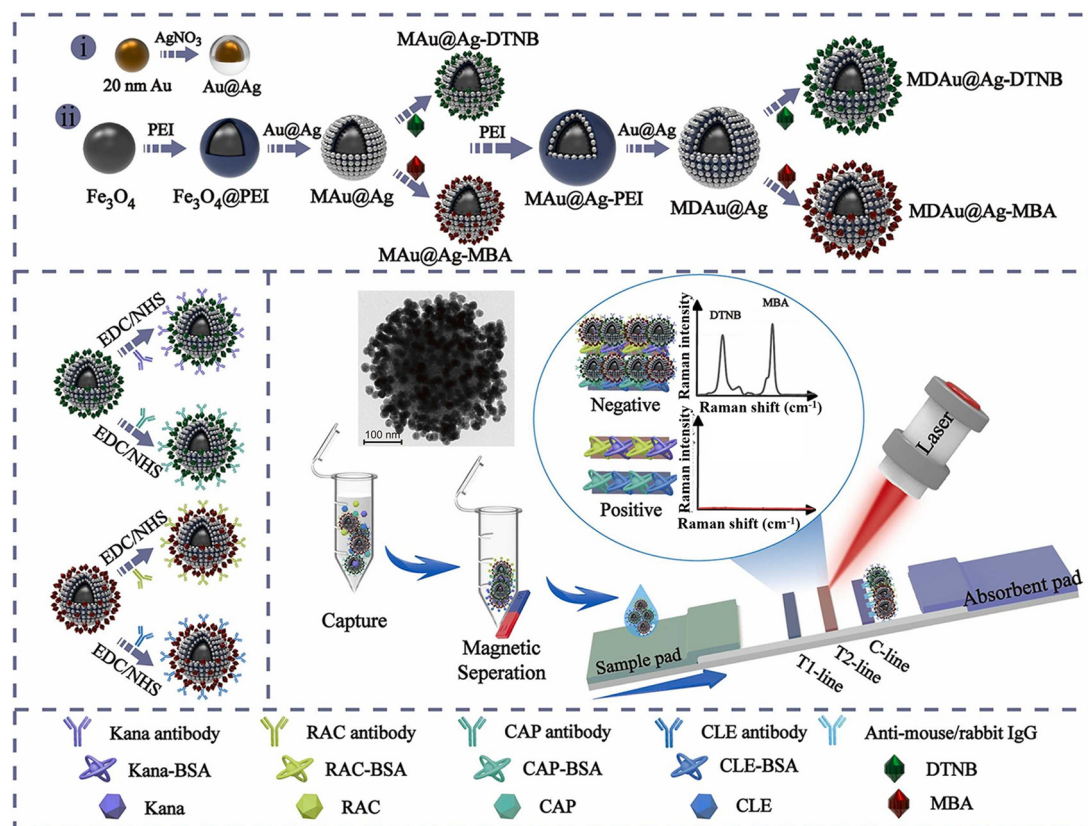 i
AgNO3
20 nm Au
Au@Ag
ii
PEI
Au@Ag
Fe3O4
Fe3O4@PEI
MAu@Ag
MAu@Ag-DTNB
MAu@Ag-MBA
PEI
Au@Ag
MAu@Ag-PEI
MDAu@Ag
MDAu@Ag-DTNB
MDAu@Ag-MBA
EDC/NHS
EDC/NHS
EDC/NHS
EDC/NHS
100 nm
Capture
Magnetic
Seperation
Negative
Positive
Raman intensity
DTNB
MBA
Raman shift (cm-1)
Raman intensity
Raman shift (cm-1)
Laser
Sample pad
T1-line
T2-line
C-line
Absorbent pad
Kana antibody
RAC antibody
CAP antibody
CLE antibody
Anti-mouse/rabbit IgG
Kana-BSA
RAC-BSA
CAP-BSA
CLE-BSA
DTNB
Kana
RAC
CAP
CLE
MBA